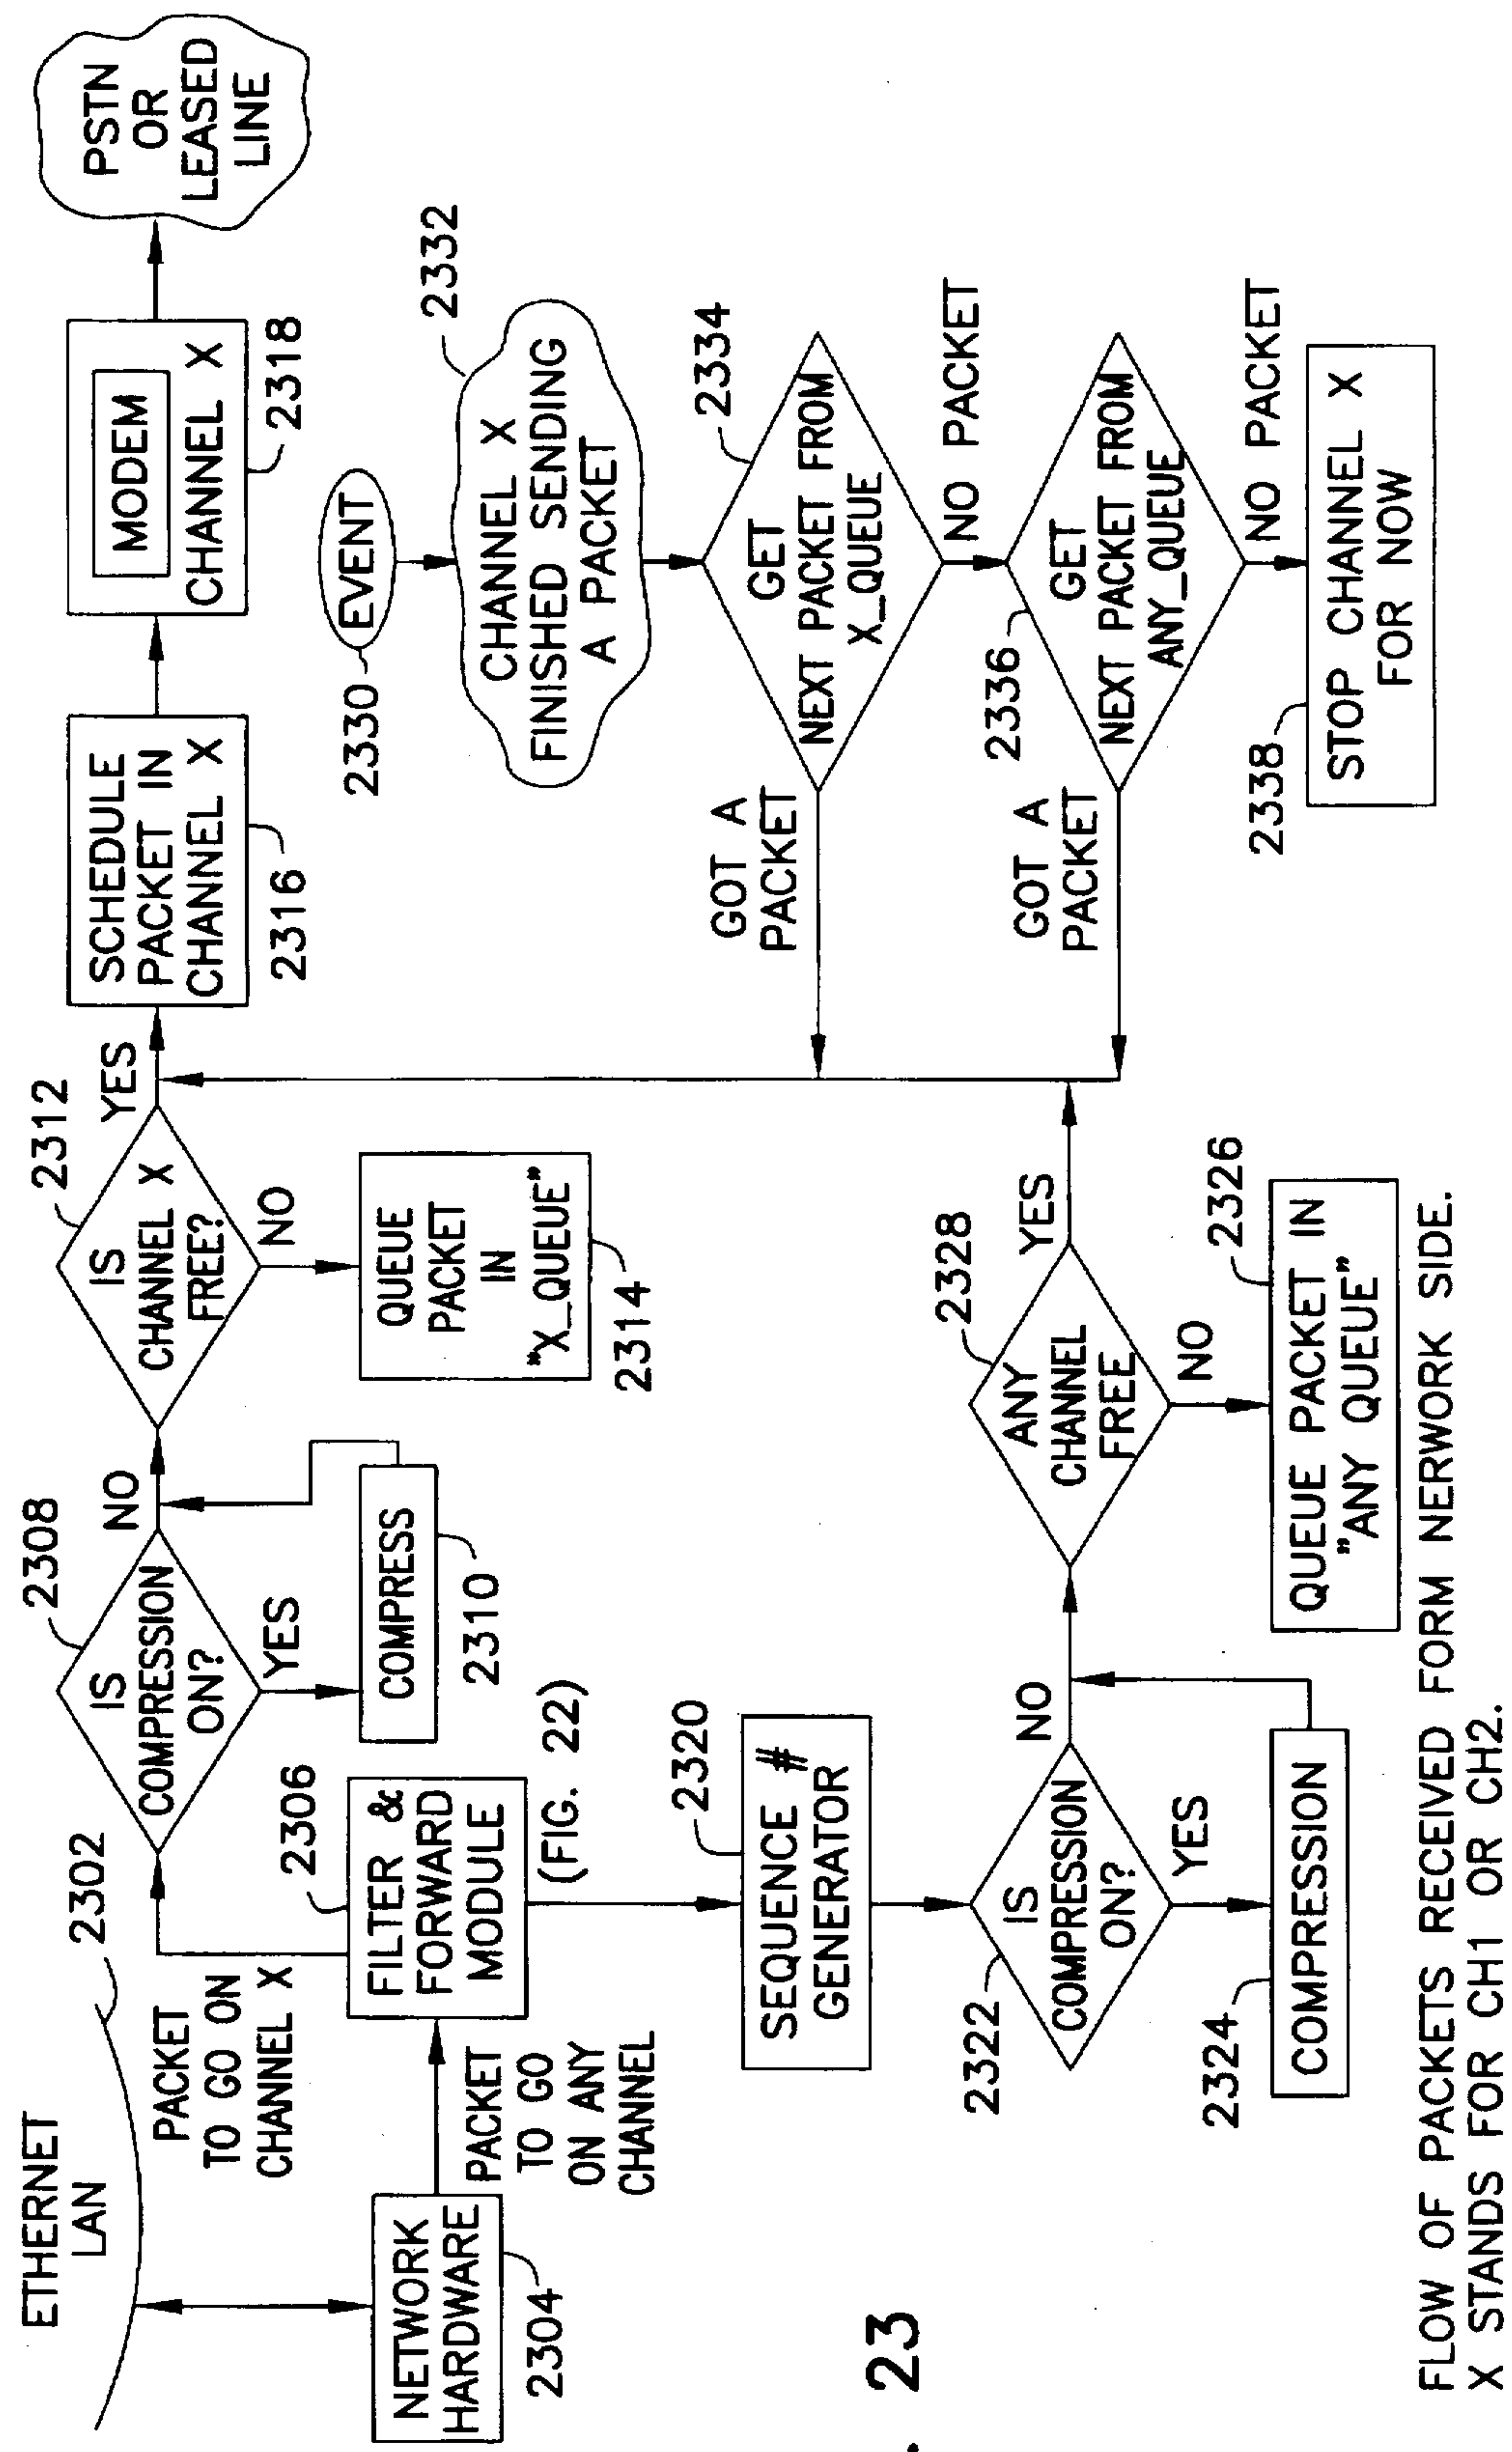 ETHERNET
LAN
2302
PACKET
TO GO ON
CHANNEL X
NETWORK
HARDWARE
2304
PACKET
TO GO
ON ANY
CHANNEL
2306
FILTER &
FORWARD
MODULE
(FIG. 22)
2308
IS
COMPRESSION
ON?
NO
YES
COMPRESS
2310
2312
IS
CHANNEL X
FREE?
YES
NO
QUEUE
PACKET
IN
"X_QUEUE"
2314
SCHEDULE
PACKET IN
CHANNEL X
2316
MODEM
CHANNEL X
2318
PSTN
OR
LEASED
LINE
2320
SEQUENCE #
GENERATOR
2322
IS
COMPRESSION
ON?
NO
YES
2324
COMPRESSION
2328
ANY
CHANNEL
FREE
YES
NO
2326
QUEUE PACKET IN
"ANY QUEUE"
2330
EVENT
2332
CHANNEL X
FINISHED SENDING
A PACKET
2334
GET
NEXT PACKET FROM
X_QUEUE
GOT A
PACKET
NO PACKET
2336
GET
NEXT PACKET FROM
ANY_QUEUE
GOT A
PACKET
NO PACKET
2338
STOP CHANNEL X
FOR NOW
. 23
FLOW OF PACKETS RECEIVED FORM NERWORK SIDE.
X STANDS FOR CH1 OR CH2.